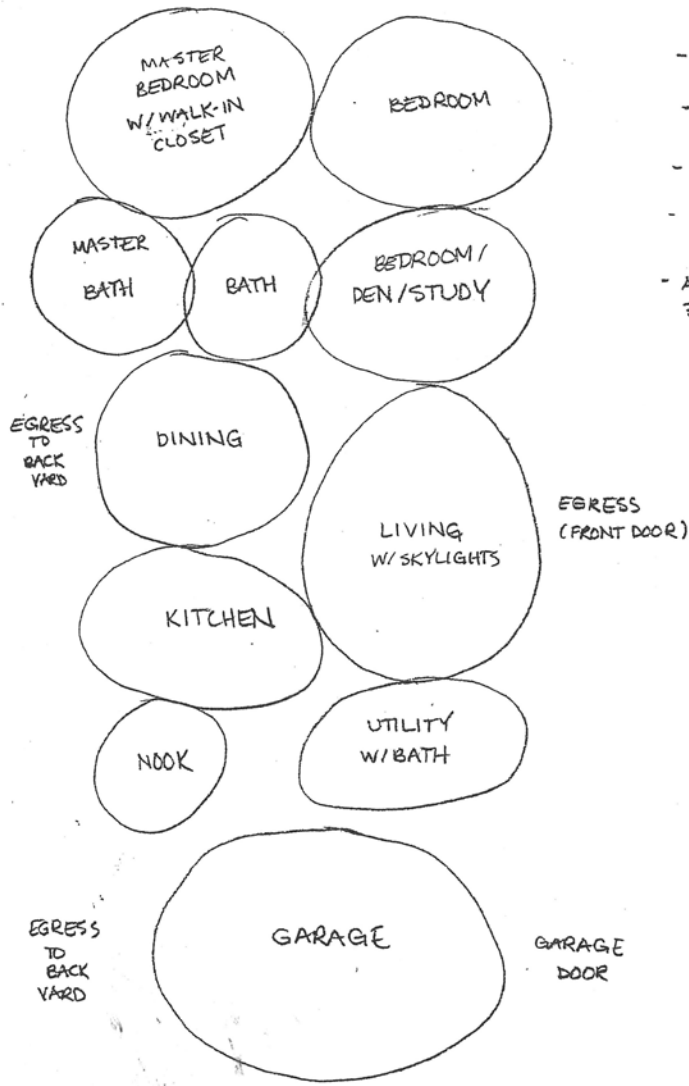 MASTER
BEDROOM
W/WALK-IN
CLOSET
BEDROOM
MASTER
BATH
BATH
BEDROOM/
DEN/STUDY
EGRESS
TO
BACK
YARD
DINING
LIVING
W/SKYLIGHTS
EGRESS
(FRONT DOOR)
KITCHEN
NOOK
UTILITY
W/BATH
EGRESS
TO
BACK
YARD
GARAGE
GARAGE
DOOR